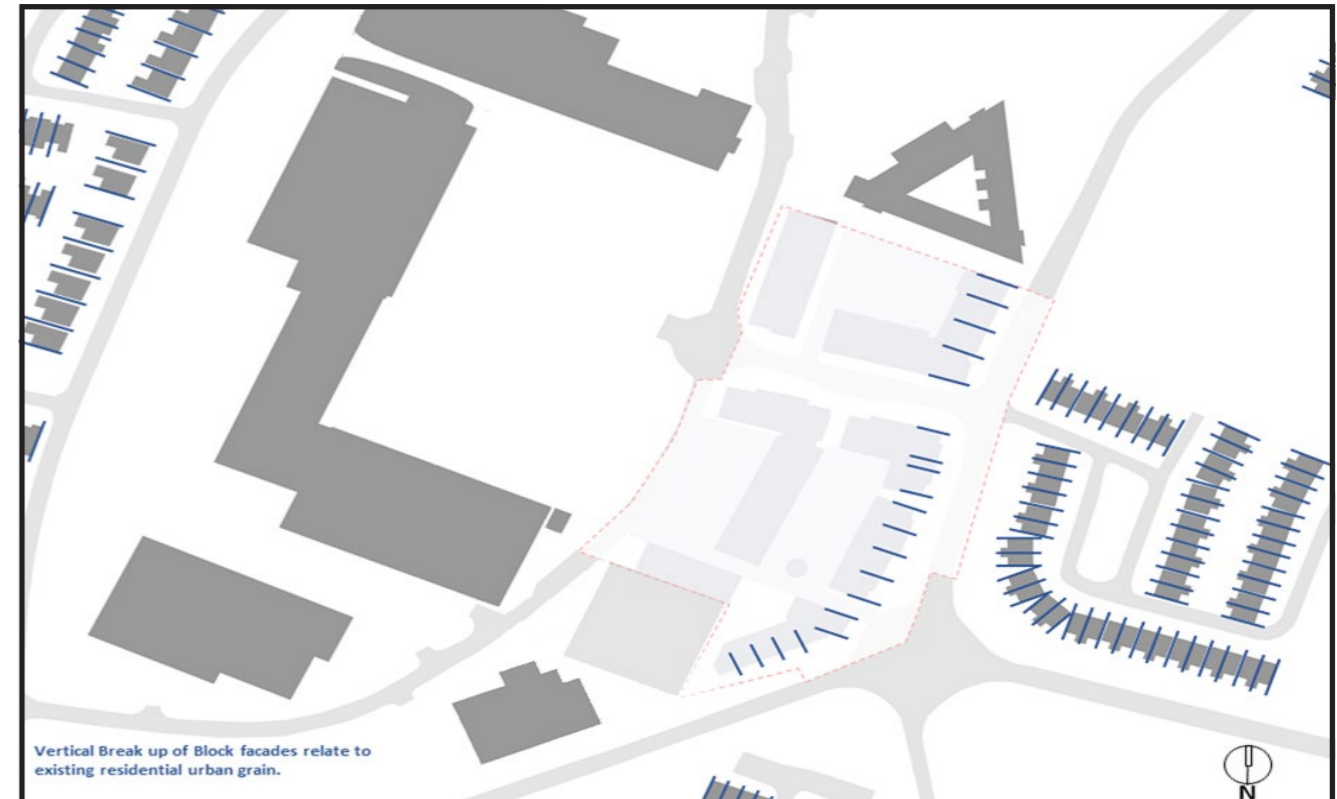 Vertical Break up of Block facades relate to
existing residential urban grain.
N